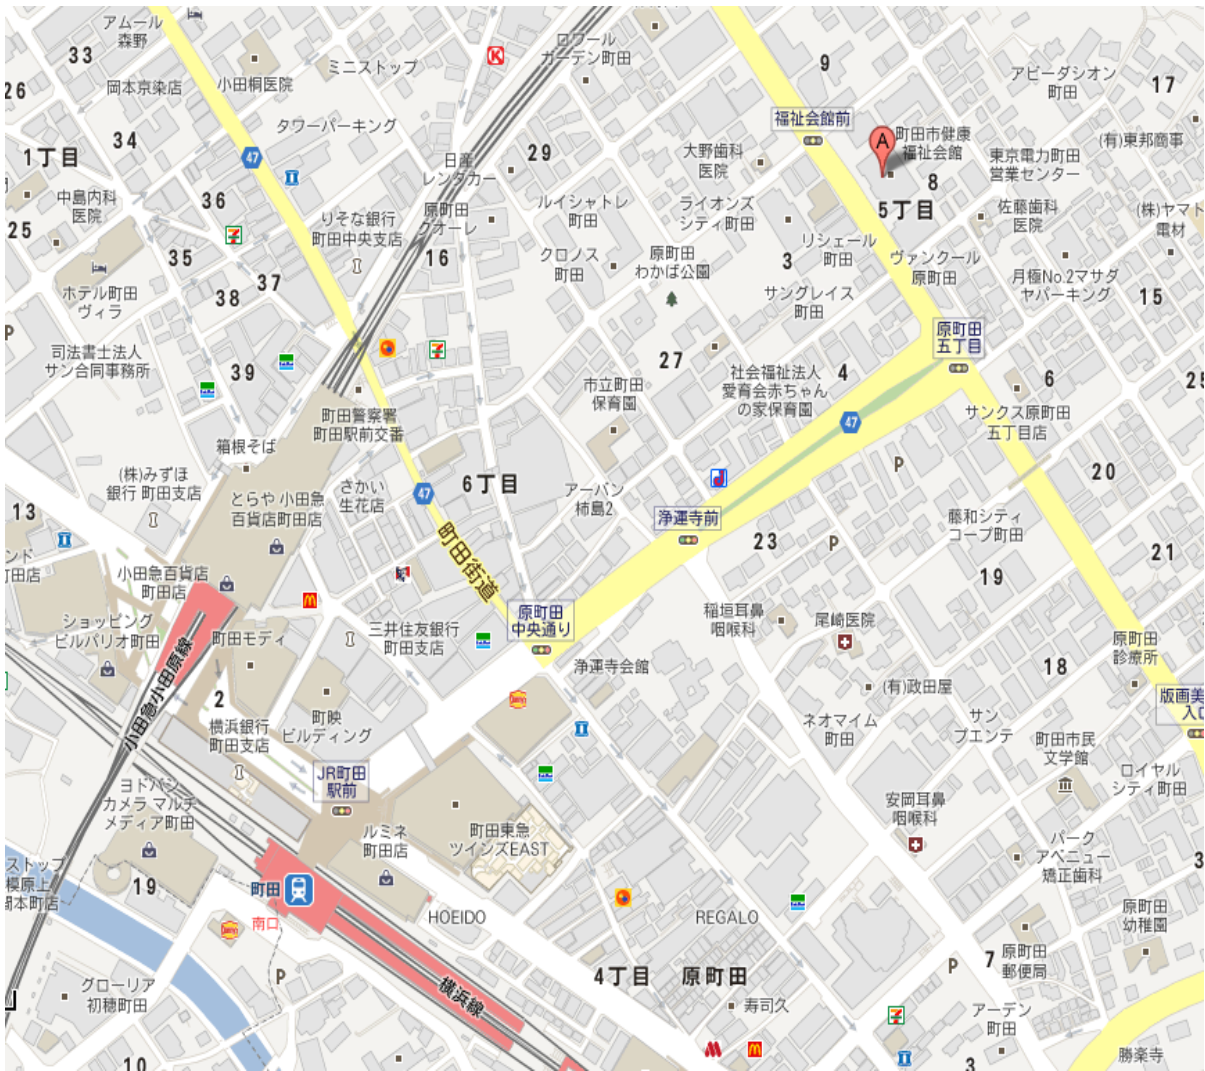 アムール
森野
33
26
岡本京染店
小田桐医院
ミニストップ
K
ロワール
ガーデン町田
9
アビーダシオン
町田
17
34
1丁目
47
タワーパーキング
福祉会館前
A
町田市健康
福祉会館
8
5丁目
(有)東邦商事
29
日産
レンタカー
大野歯科
医院
東京電力町田
営業センター
中島内科
医院
25
36
りそな銀行
町田中央支店
原町田
クオーレ
ルイシャトレ
町田
ライオンズ
シティ町田
佐藤歯科
医院
(株)ヤマト
電材
35
37
38
16
クロノス
町田
原町田
わかば公園
3
リシェール
町田
ヴァンクール
原町田
月極No.2マサダ
ヤパーキング
15
ホテル町田
ヴィラ
P
サングレイス
町田
原町田
五丁目
司法書士法人
サン合同事務所
39
27
社会福祉法人
愛育会赤ちゃん
の家保育園
4
6
25
市立町田
保育園
町田警察署
町田駅前交番
47
サンクス原町田
五丁目店
箱根そば
(株)みずほ
銀行 町田支店
とらや 小田急
百貨店町田店
さかい
生花店
47
6丁目
アーバン
柿島2
P
20
13
町田街道
浄運寺前
23
P
藤和シティ
コープ町田
21
ンド
町田店
小田急百貨店
町田店
19
ショッピング
ビルパリオ町田
小田急小田原線
町田モディ
三井住友銀行
町田支店
原町田
中央通り
稲垣耳鼻
咽喉科
尾崎医院
原町田
診療所
浄運寺会館
18
2
横浜銀行
町田支店
町映
ビルディング
(有)政田屋
ネオマイム
町田
サン
プエンテ
版画美
入口
町田市民
文学館
JR町田
駅前
ヨドバシ
カメラ マルチ
メディア町田
ロイヤル
シティ町田
安岡耳鼻
咽喉科
ルミネ
町田店
町田東急
ツインズEAST
パーク
アベニュー
矯正歯科
3
ストップ
模原上
岡本町店
19
町田
南口
HOEIDO
REGALO
原町田
幼稚園
P
4丁目
原町田
P
7
原町田
郵便局
グローリア
初穂町田
横浜線
寿司久
アーデン
町田
10
3
勝楽寺